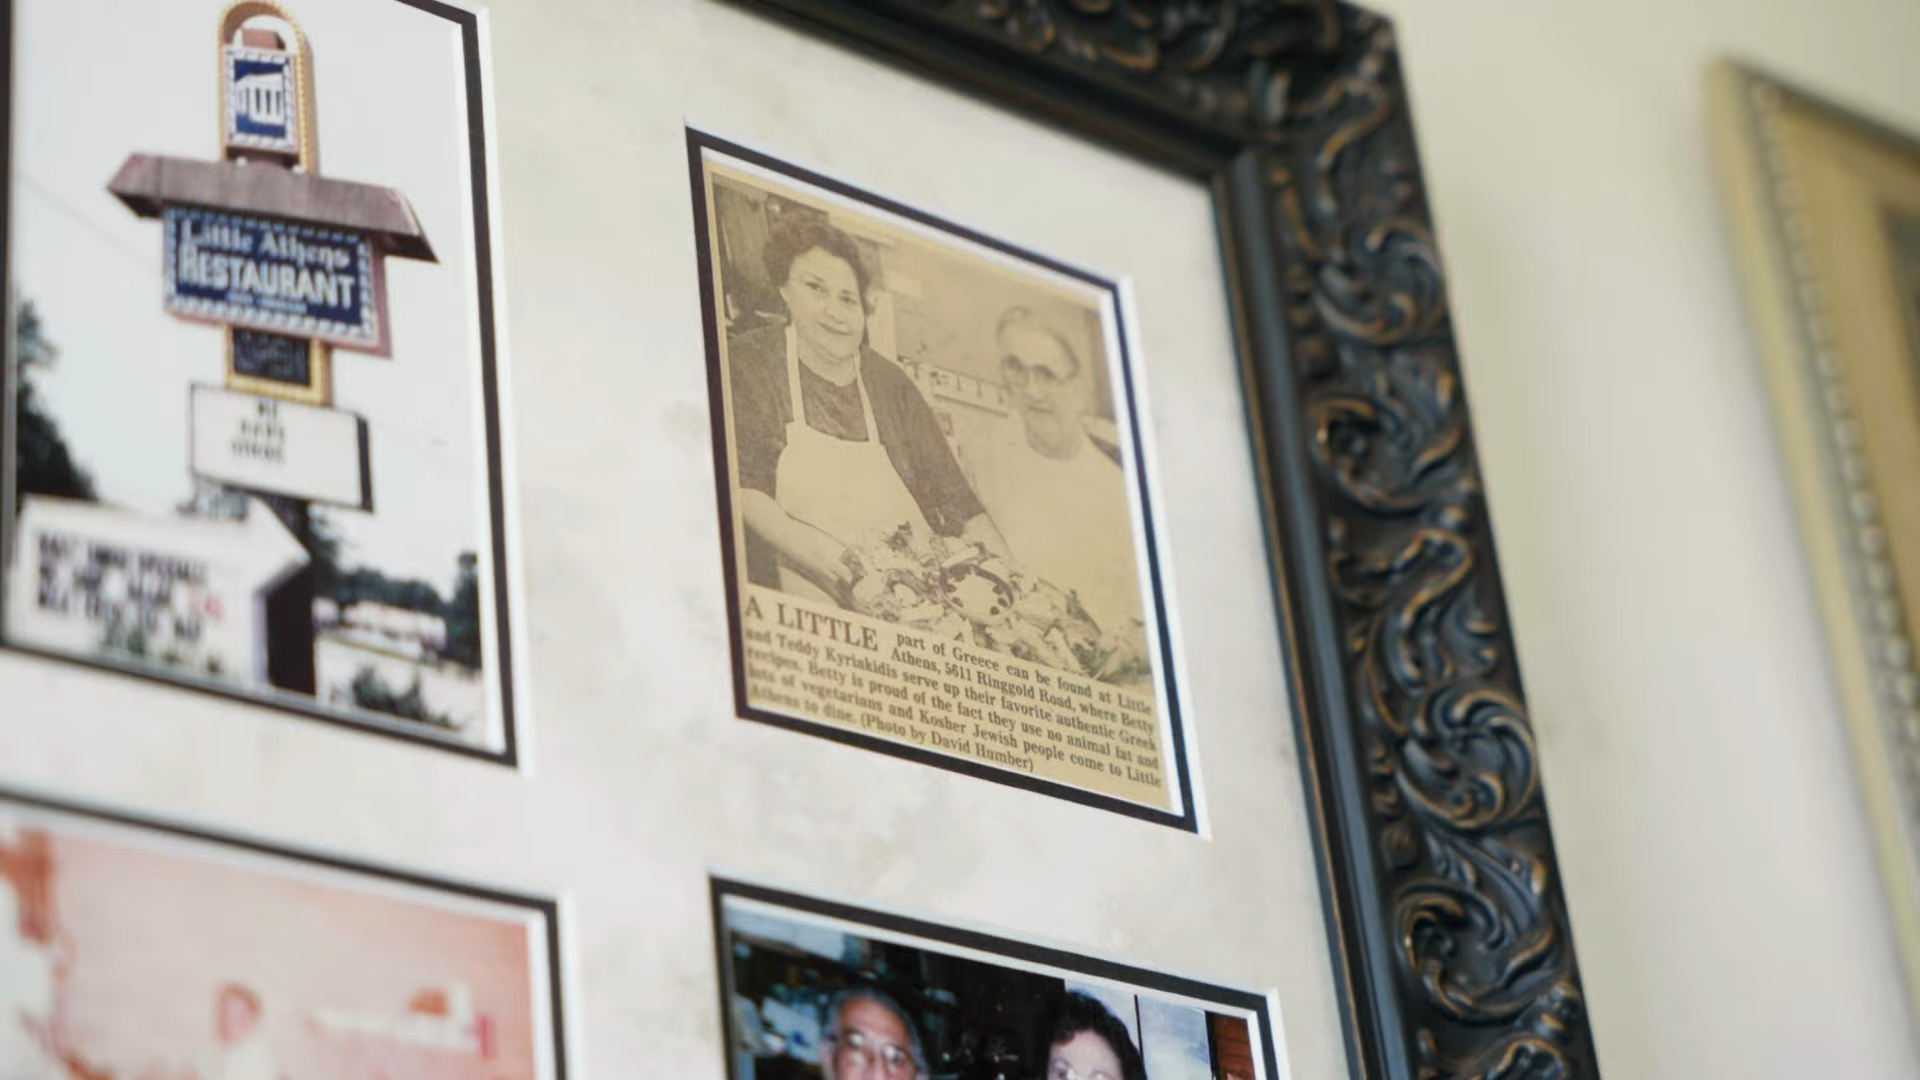 Little Athens
RESTAURANT
A LITTLE part of Greece can be found at Little
Athens, 5611 Ringgold Road, where Betty
and Teddy Kyriakidis serve up their favorite authentic Greek
recipes. Betty is proud of the fact they use no animal fat and
lots of vegetarians and Kosher Jewish people come to Little
Athens to dine. (Photo by David Humber)